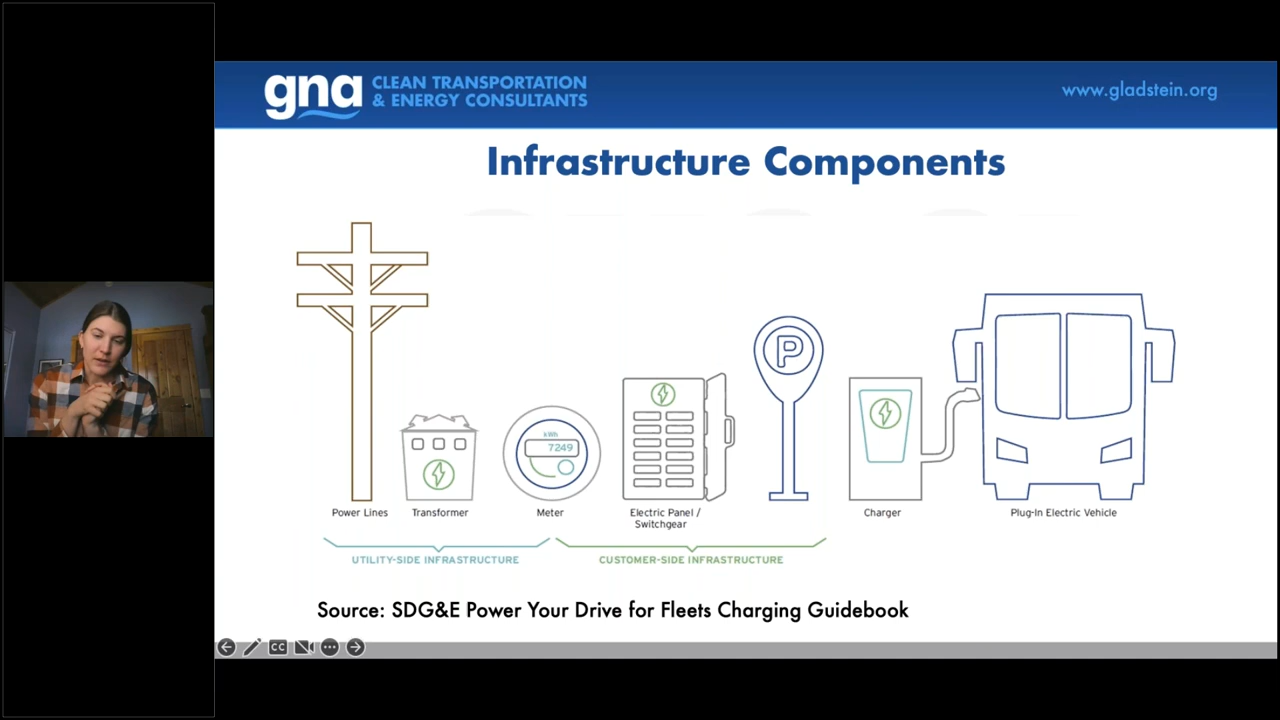 gna CLEAN TRANSPORTATION
& ENERGY CONSULTANTS
www.gladstein.org
Infrastructure Components
P
kWh
7249
Power Lines
Transformer
Meter
Electric Panel /
Switchgear
Charger
Plug-In Electric Vehicle
UTILITY-SIDE INFRASTRUCTURE
CUSTOMER-SIDE INFRASTRUCTURE
Source: SDG&E Power Your Drive for Fleets Charging Guidebook
CC